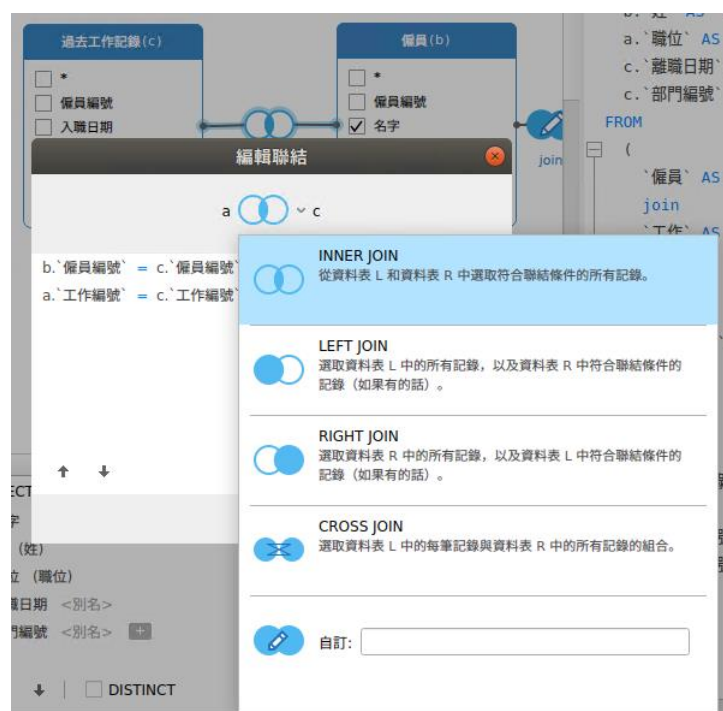 過去工作記錄(c)
*
僱員編號
入職日期
僱員(b)
*
僱員編號
名字
join
a.`職位` AS
c.`離職日期`
c.`部門編號`
FROM
(
`僱員` AS
join
`工作` AS
編輯聯結
a c
b.`僱員編號` = c.`僱員編號`
a.`工作編號` = c.`工作編號`
INNER JOIN
從資料表 L 和資料表 R 中選取符合聯結條件的所有記錄。
LEFT JOIN
選取資料表 L 中的所有記錄，以及資料表 R 中符合聯結條件的
記錄（如果有的話）。
RIGHT JOIN
選取資料表 R 中的所有記錄，以及資料表 L 中符合聯結條件的
記錄（如果有的話）。
CROSS JOIN
選取資料表 L 中的每筆記錄與資料表 R 中的所有記錄的組合。
自訂:
ECT
(姓)
位 (職位)
職日期 <別名>
門編號 <別名>
DISTINCT